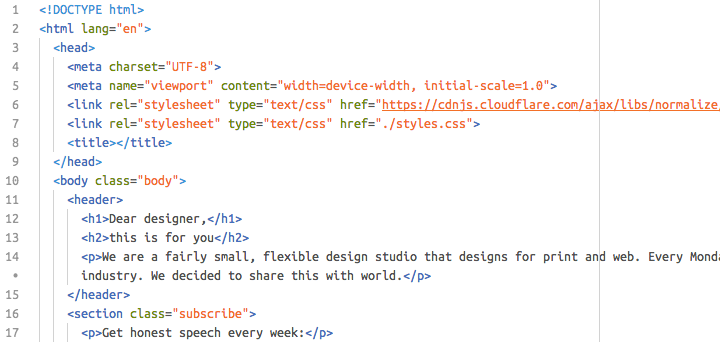 1 <!DOCTYPE html>
2 <html lang="en">
3 <head>
4 <meta charset="UTF-8">
5 <meta name="viewport" content="width=device-width, initial-scale=1.0">
6 <link rel="stylesheet" type="text/css" href="https://cdnjs.cloudflare.com/ajax/libs/normalize.
7 <link rel="stylesheet" type="text/css" href="./styles.css">
8 <title></title>
9 </head>
10 <body class="body">
11 <header>
12 <h1>Dear designer,</h1>
13 <h2>this is for you</h2>
14 <p>We are a fairly small, flexible design studio that designs for print and web. Every Monda
• industry. We decided to share this with world.</p>
15 </header>
16 <section class="subscribe">
17 <p>Get honest speech every week:</p>